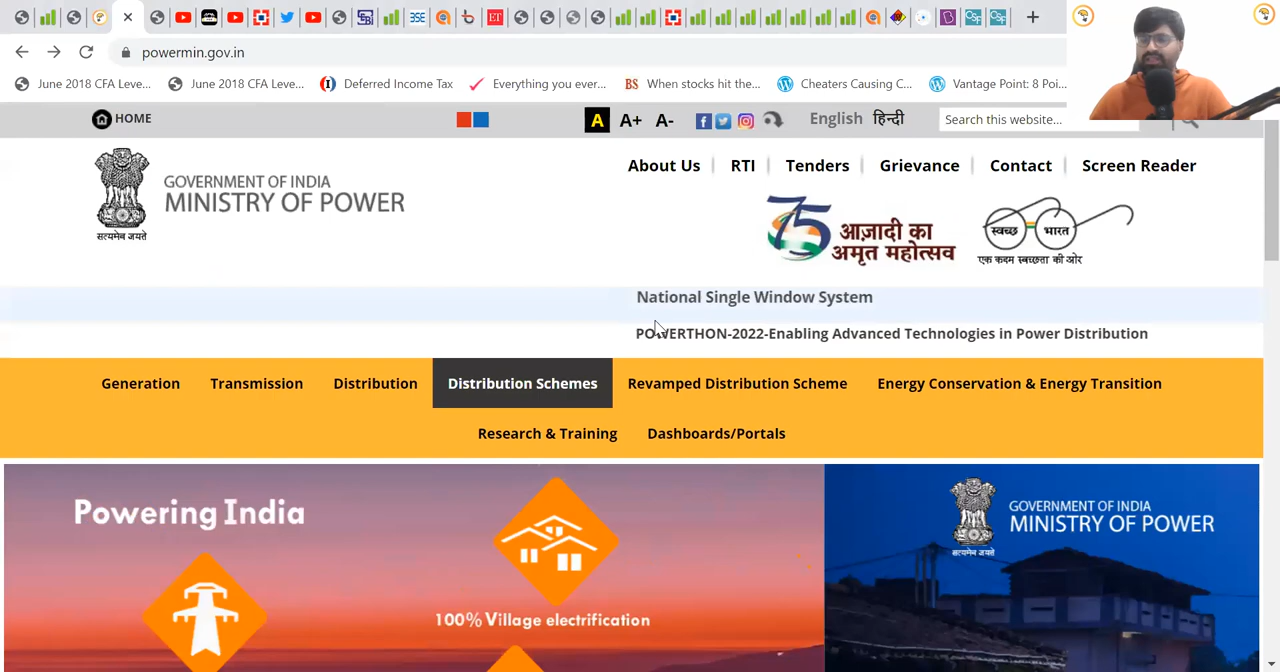 powermin.gov.in
June 2018 CFA Leve...
June 2018 CFA Leve...
Deferred Income Tax
Everything you ever...
BS When stocks hit the...
Cheaters Causing C...
Vantage Point: 8 Poi...
HOME
A A+ A-
English हिन्दी
Search this website...
About Us
RTI
Tenders
Grievance
Contact
Screen Reader
सत्यमेव जयते
GOVERNMENT OF INDIA
MINISTRY OF POWER
75
आज़ादी का
अमृत महोत्सव
स्वच्छ भारत
एक कदम स्वच्छता की ओर
National Single Window System
POWERTHON-2022-Enabling Advanced Technologies in Power Distribution
Generation
Transmission
Distribution
Distribution Schemes
Revamped Distribution Scheme
Energy Conservation & Energy Transition
Research & Training
Dashboards/Portals
Powering India
100% Village electrification
सत्यमेव जयते
GOVERNMENT OF INDIA
MINISTRY OF POWER